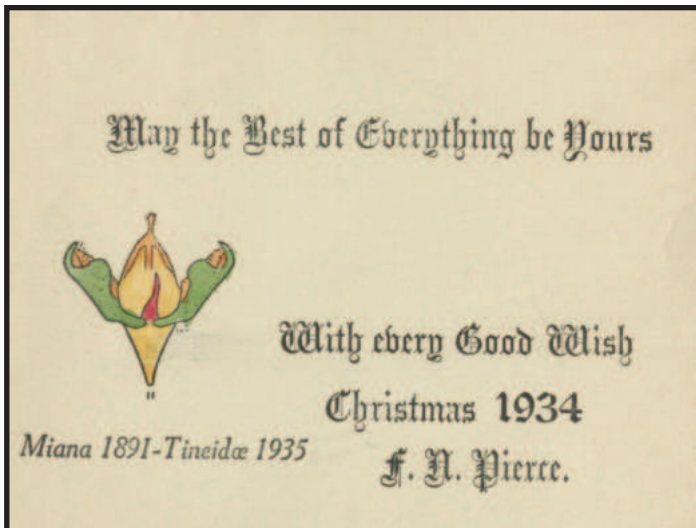 May the Best of Everything be Yours
With every Good Wish
Christmas 1934
Miana 1891-Tineidæ 1935
F. N. Pierce.